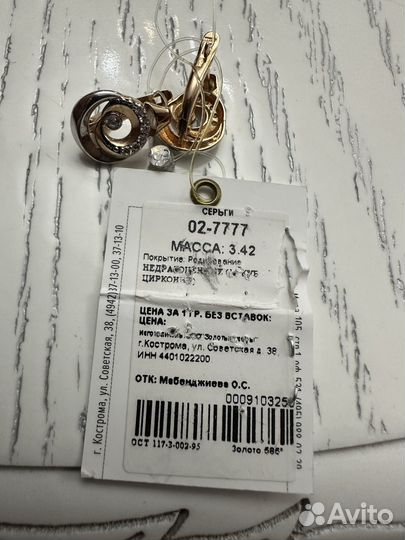 СЕРЬГИ
02-7777
МАССА: 3.42
Покрытие: Родирование
ЦИРКОНИЙ
ЦЕНА ЗА 1 ГР. БЕЗ ВСТАВОК:
ЦЕНА:
г.Кострома, ул. Советская д. 38,
ИНН 4401022200
ОТК: Мабенджиева О.С.
000910325
ОСТ 117-3-002-95 Золото 585°
г. Кострома, ул. Советская, 38, (4942)37-13-00, 37-13-10
Avito